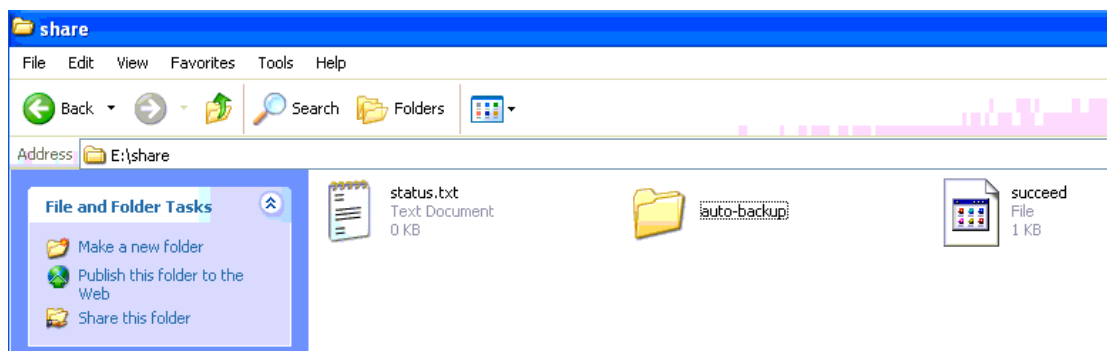 share
File Edit View Favorites Tools Help
Back Search Folders
Address E:\share
File and Folder Tasks
Make a new folder
Publish this folder to the
Web
Share this folder
status.txt
Text Document
0 KB
auto-backup
succeed
File
1 KB